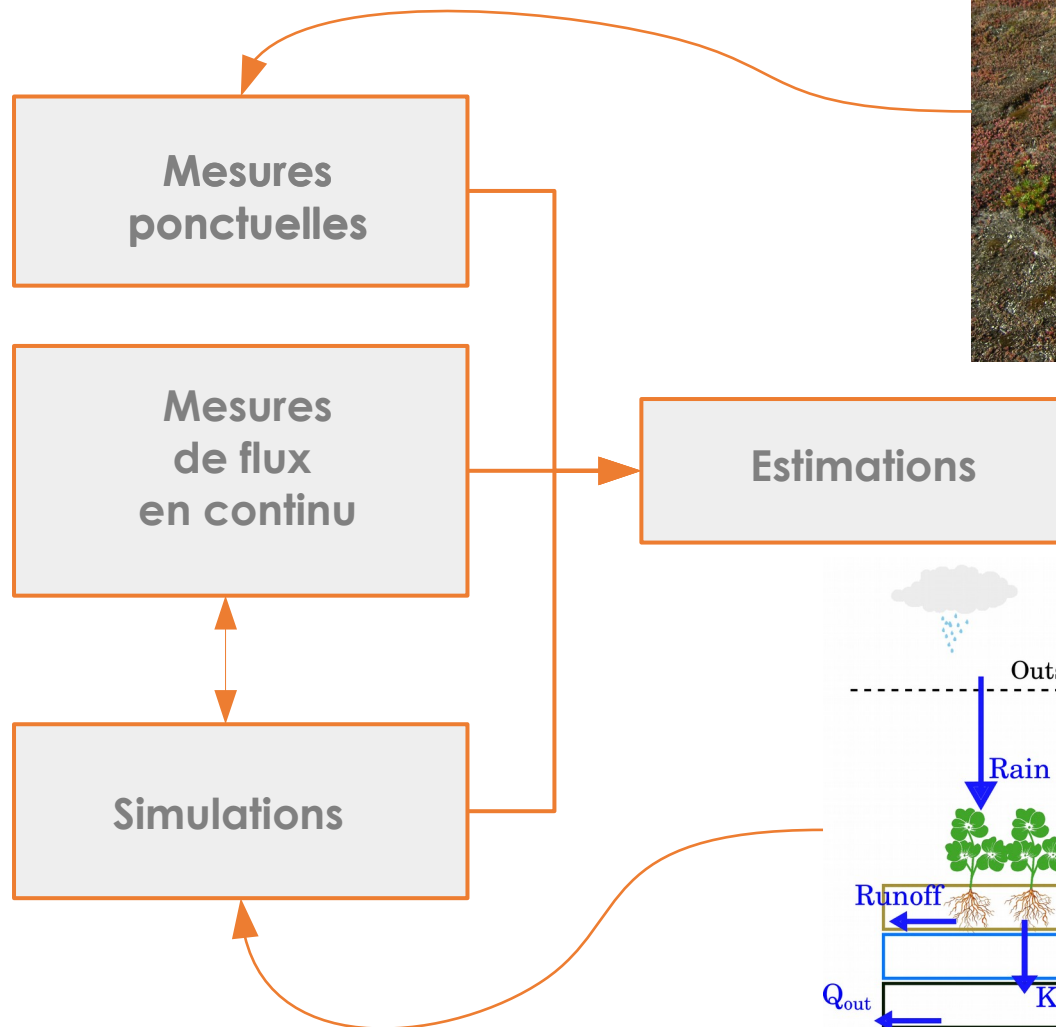 Mesures
ponctuelles
Mesures
de flux
en continu
Estimations
Simulations
Rain
Runoff
Q_out